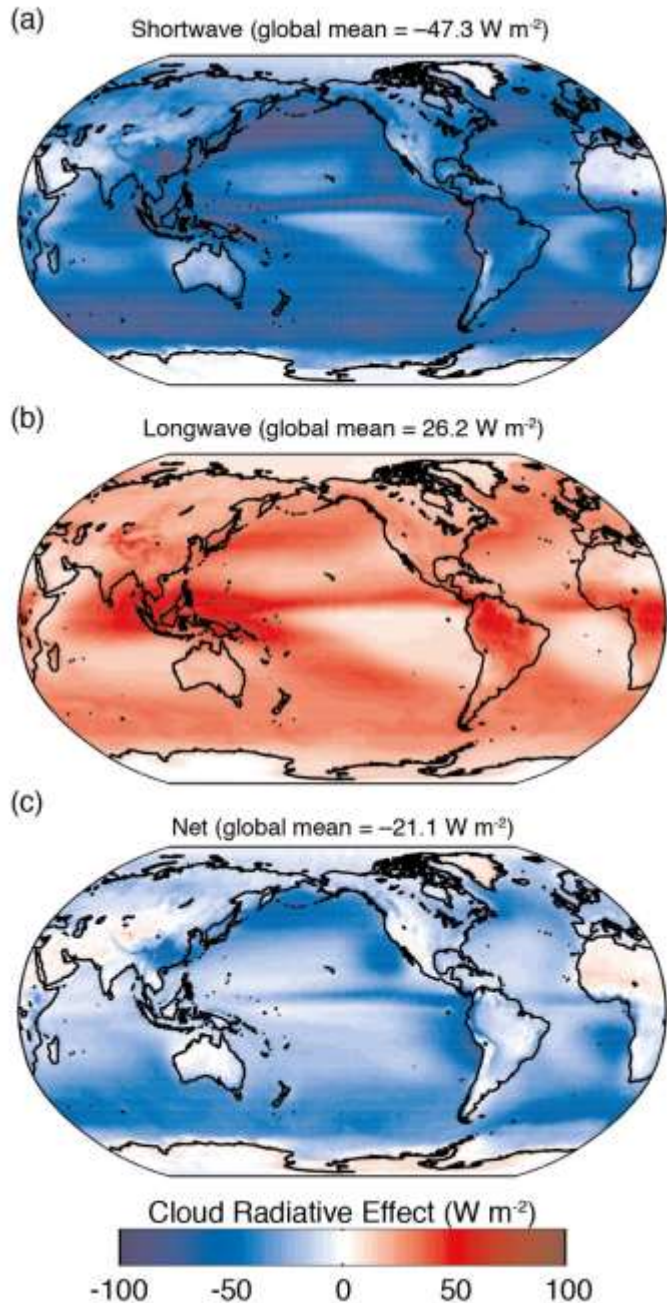 (a)
Shortwave (global mean = –47.3 W m⁻²)
(b)
Longwave (global mean = 26.2 W m⁻²)
(c)
Net (global mean = –21.1 W m⁻²)
Cloud Radiative Effect (W m⁻²)
-100 -50 0 50 100